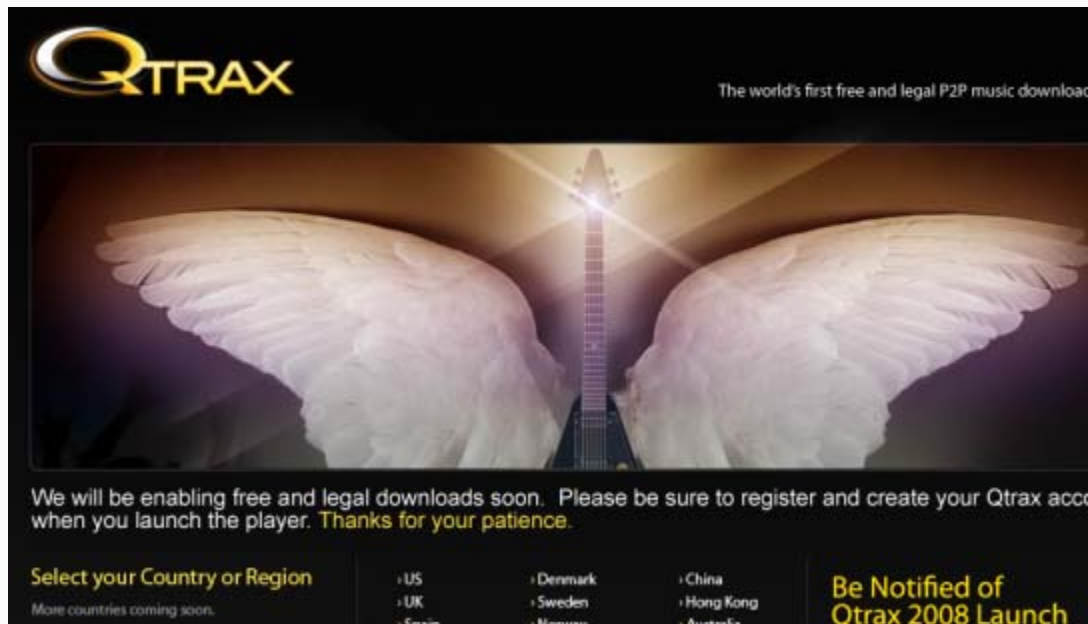 QTRAX
The world's first free and legal P2P music download
We will be enabling free and legal downloads soon. Please be sure to register and create your Qtrax acco
when you launch the player. Thanks for your patience.
Select your Country or Region
More countries coming soon.
› US
› UK
› Spain
› Denmark
› Sweden
› Norway
› China
› Hong Kong
› Australia
Be Notified of
Qtrax 2008 Launch